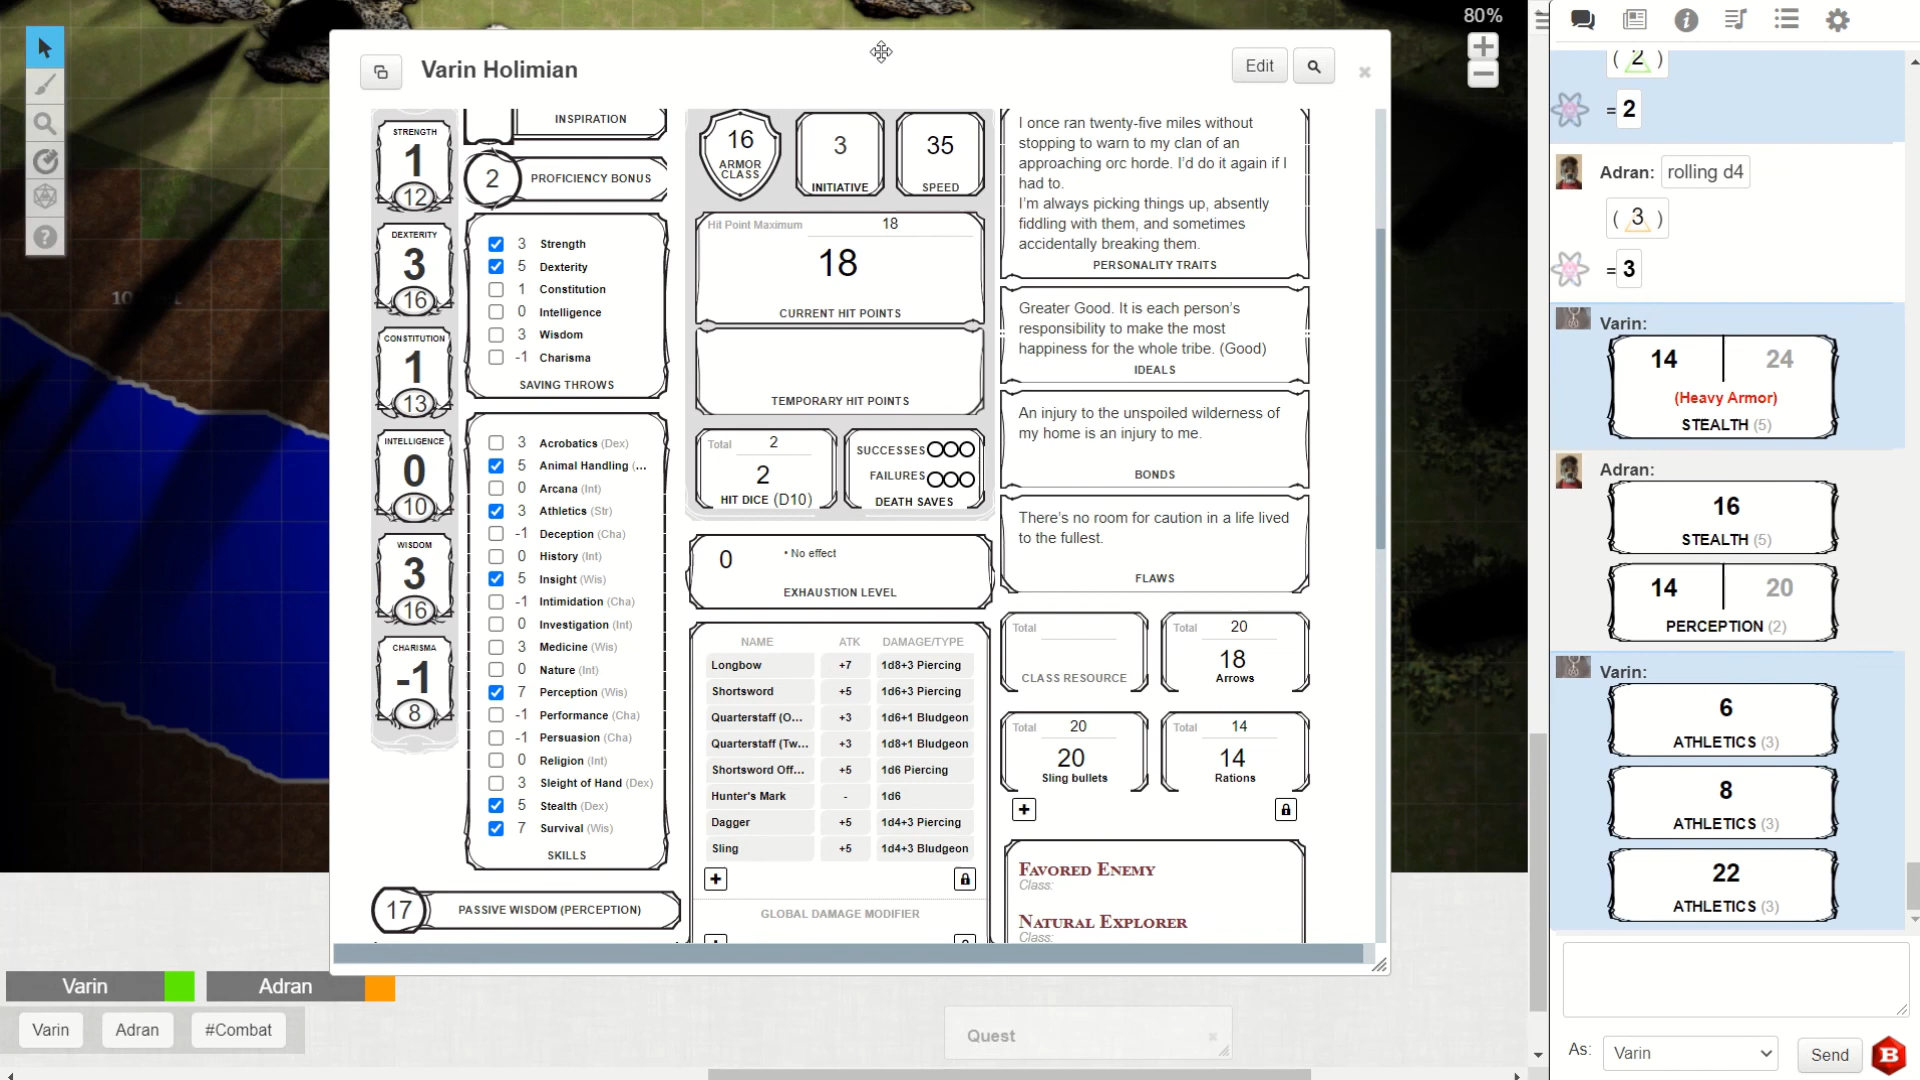 80%
Varin Holimian
Edit
STRENGTH
1
12
DEXTERITY
3
16
CONSTITUTION
1
13
INTELLIGENCE
0
10
WISDOM
3
16
CHARISMA
-1
8
INSPIRATION
2
PROFICIENCY BONUS
3 Strength
5 Dexterity
1 Constitution
0 Intelligence
3 Wisdom
-1 Charisma
SAVING THROWS
3 Acrobatics (Dex)
5 Animal Handling (...
0 Arcana (Int)
3 Athletics (Str)
-1 Deception (Cha)
0 History (Int)
5 Insight (Wis)
-1 Intimidation (Cha)
0 Investigation (Int)
3 Medicine (Wis)
0 Nature (Int)
7 Perception (Wis)
-1 Performance (Cha)
-1 Persuasion (Cha)
0 Religion (Int)
3 Sleight of Hand (Dex)
5 Stealth (Dex)
7 Survival (Wis)
SKILLS
17
PASSIVE WISDOM (PERCEPTION)
16
ARMOR
CLASS
3
INITIATIVE
35
SPEED
Hit Point Maximum 18
18
CURRENT HIT POINTS
TEMPORARY HIT POINTS
Total 2
2
HIT DICE (D10)
SUCCESSES
FAILURES
DEATH SAVES
0
• No effect
EXHAUSTION LEVEL
NAME ATK DAMAGE/TYPE
Longbow +7 1d8+3 Piercing
Shortsword +5 1d6+3 Piercing
Quarterstaff (O... +3 1d6+1 Bludgeon
Quarterstaff (Tw... +3 1d8+1 Bludgeon
Shortsword Off... +5 1d6 Piercing
Hunter's Mark - 1d6
Dagger +5 1d4+3 Piercing
Sling +5 1d4+3 Bludgeon
GLOBAL DAMAGE MODIFIER
I once ran twenty-five miles without
stopping to warn to my clan of an
approaching orc horde. I'd do it again if I
had to.
I'm always picking things up, absently
fiddling with them, and sometimes
accidentally breaking them.
PERSONALITY TRAITS
Greater Good. It is each person's
responsibility to make the most
happiness for the whole tribe. (Good)
IDEALS
An injury to the unspoiled wilderness of
my home is an injury to me.
BONDS
There's no room for caution in a life lived
to the fullest.
FLAWS
Total
CLASS RESOURCE
Total 20
18
Arrows
Total 20
20
Sling bullets
Total 14
14
Rations
FAVORED ENEMY
Class:
NATURAL EXPLORER
Class:
Varin
Adran
Varin
Adran
#Combat
Quest
( 2 )
=2
Adran: rolling d4
( 3 )
=3
Varin:
14 24
(Heavy Armor)
STEALTH (5)
Adran:
16
STEALTH (5)
14 20
PERCEPTION (2)
Varin:
6
ATHLETICS (3)
8
ATHLETICS (3)
22
ATHLETICS (3)
As: Varin
Send
B